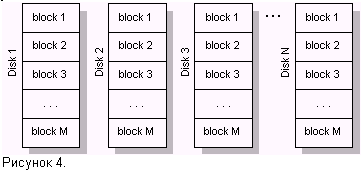 Disk 1
block 1
block 2
block 3
. . .
block M
Disk 2
block 1
block 2
block 3
. . .
block M
Disk 3
block 1
block 2
block 3
. . .
block M
...
Disk N
block 1
block 2
block 3
. . .
block M
Рисунок 4.